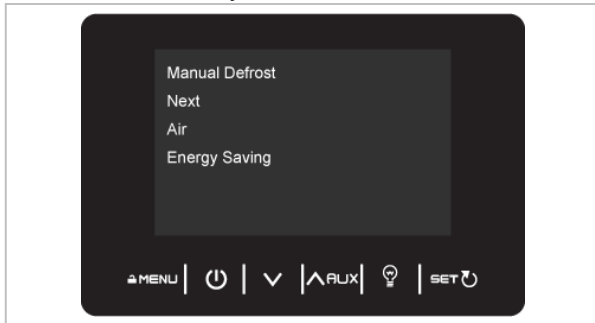 Manual Defrost
Next
Air
Energy Saving
MENU AUX SET